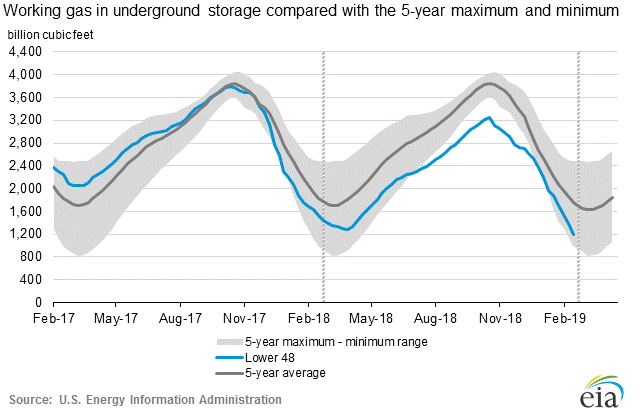 Working gas in underground storage compared with the 5-year maximum and minimum
billion cubic feet
4,400
4,000
3,600
3,200
2,800
2,400
2,000
1,600
1,200
800
400
0
Feb-17 May-17 Aug-17 Nov-17 Feb-18 May-18 Aug-18 Nov-18 Feb-19
5-year maximum - minimum range
Lower 48
5-year average
Source: U.S. Energy Information Administration
eia